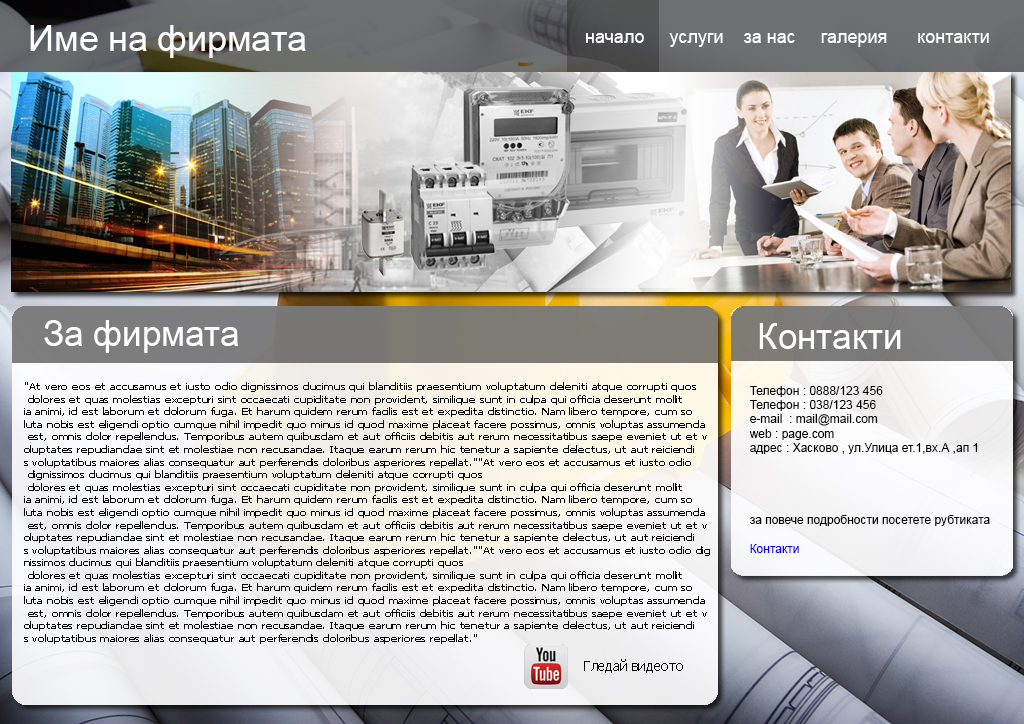 Име на фирмата
начало услуги за нас галерия контакти
EKF
EKF
За фирмата
"At vero eos et accusamus et iusto odio dignissimos ducimus qui blanditiis praesentium voluptatum deleniti atque corrupti quos
dolores et quas molestias excepturi sint occaecati cupiditate non provident, similique sunt in culpa qui officia deserunt mollit
ia animi, id est laborum et dolorum fuga. Et harum quidem rerum facilis est et expedita distinctio. Nam libero tempore, cum so
luta nobis est eligendi optio cumque nihil impedit quo minus id quod maxime placeat facere possimus, omnis voluptas assumenda
est, omnis dolor repellendus. Temporibus autem quibusdam et aut officiis debitis aut rerum necessitatibus saepe eveniet ut et v
oluptates repudiandae sint et molestiae non recusandae. Itaque earum rerum hic tenetur a sapiente delectus, ut aut reiciendi
s voluptatibus maiores alias consequatur aut perferendis doloribus asperiores repellat.""At vero eos et accusamus et iusto odio
dignissimos ducimus qui blanditiis praesentium voluptatum deleniti atque corrupti quos
dolores et quas molestias excepturi sint occaecati cupiditate non provident, similique sunt in culpa qui officia deserunt mollit
ia animi, id est laborum et dolorum fuga. Et harum quidem rerum facilis est et expedita distinctio. Nam libero tempore, cum so
luta nobis est eligendi optio cumque nihil impedit quo minus id quod maxime placeat facere possimus, omnis voluptas assumenda
est, omnis dolor repellendus. Temporibus autem quibusdam et aut officiis debitis aut rerum necessitatibus saepe eveniet ut et v
oluptates repudiandae sint et molestiae non recusandae. Itaque earum rerum hic tenetur a sapiente delectus, ut aut reiciendi
s voluptatibus maiores alias consequatur aut perferendis doloribus asperiores repellat.""At vero eos et accusamus et iusto odio dig
nissimos ducimus qui blanditiis praesentium voluptatum deleniti atque corrupti quos
dolores et quas molestias excepturi sint occaecati cupiditate non provident, similique sunt in culpa qui officia deserunt mollit
ia animi, id est laborum et dolorum fuga. Et harum quidem rerum facilis est et expedita distinctio. Nam libero tempore, cum so
luta nobis est eligendi optio cumque nihil impedit quo minus id quod maxime placeat facere possimus, omnis voluptas assumenda
est, omnis dolor repellendus. Temporibus autem quibusdam et aut officiis debitis aut rerum necessitatibus saepe eveniet ut et v
oluptates repudiandae sint et molestiae non recusandae. Itaque earum rerum hic tenetur a sapiente delectus, ut aut reiciendi
s voluptatibus maiores alias consequatur aut perferendis doloribus asperiores repellat."
You
Tube
Гледай видеото
Контакти
Телефон : 0888/123 456
Телефон : 038/123 456
e-mail : mail@mail.com
web : page.com
адрес : Хасково , ул.Улица ет.1,вх.А ,ап 1
за повече подробности посетете рубтиката
Контакти